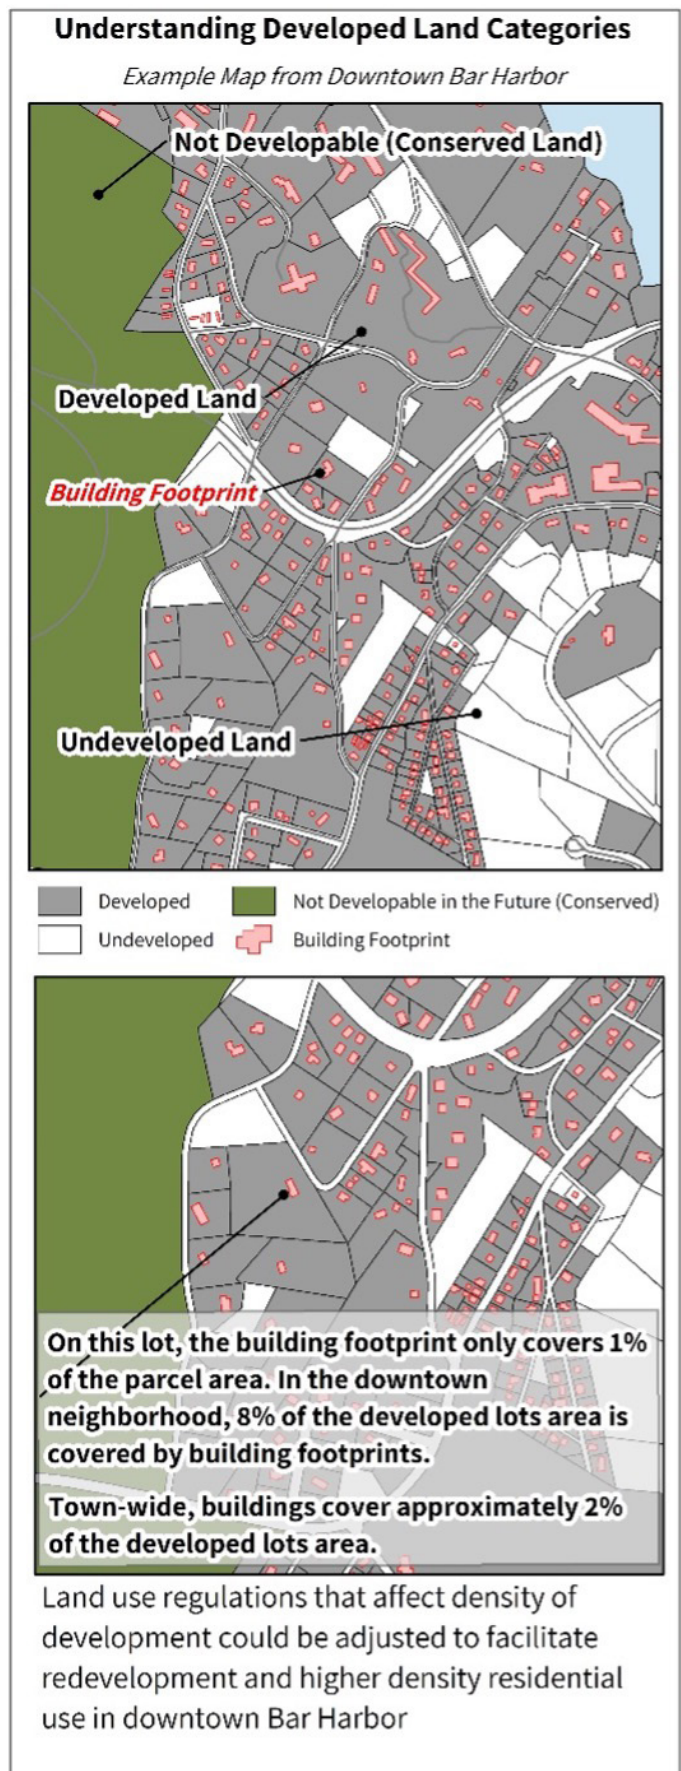 Understanding Developed Land Categories
Example Map from Downtown Bar Harbor
Not Developable (Conserved Land)
Developed Land
Building Footprint
Undeveloped Land
Developed
Not Developable in the Future (Conserved)
Undeveloped
Building Footprint
On this lot, the building footprint only covers 1%
of the parcel area. In the downtown
neighborhood, 8% of the developed lots area is
covered by building footprints.
Town-wide, buildings cover approximately 2%
of the developed lots area.
Land use regulations that affect density of
development could be adjusted to facilitate
redevelopment and higher density residential
use in downtown Bar Harbor